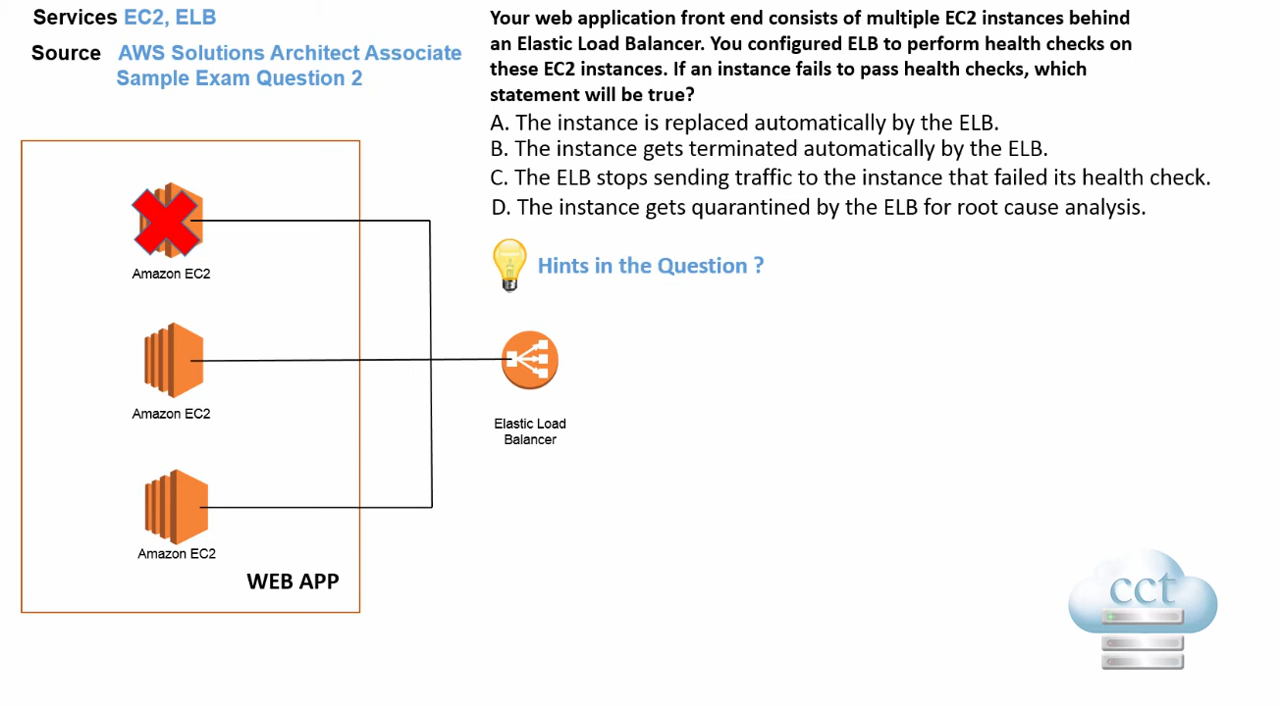 Services EC2, ELB
Source AWS Solutions Architect Associate
Sample Exam Question 2
Your web application front end consists of multiple EC2 instances behind
an Elastic Load Balancer. You configured ELB to perform health checks on
these EC2 instances. If an instance fails to pass health checks, which
statement will be true?
A. The instance is replaced automatically by the ELB.
B. The instance gets terminated automatically by the ELB.
C. The ELB stops sending traffic to the instance that failed its health check.
D. The instance gets quarantined by the ELB for root cause analysis.
Hints in the Question ?
Amazon EC2
Amazon EC2
Elastic Load
Balancer
Amazon EC2
WEB APP
cct